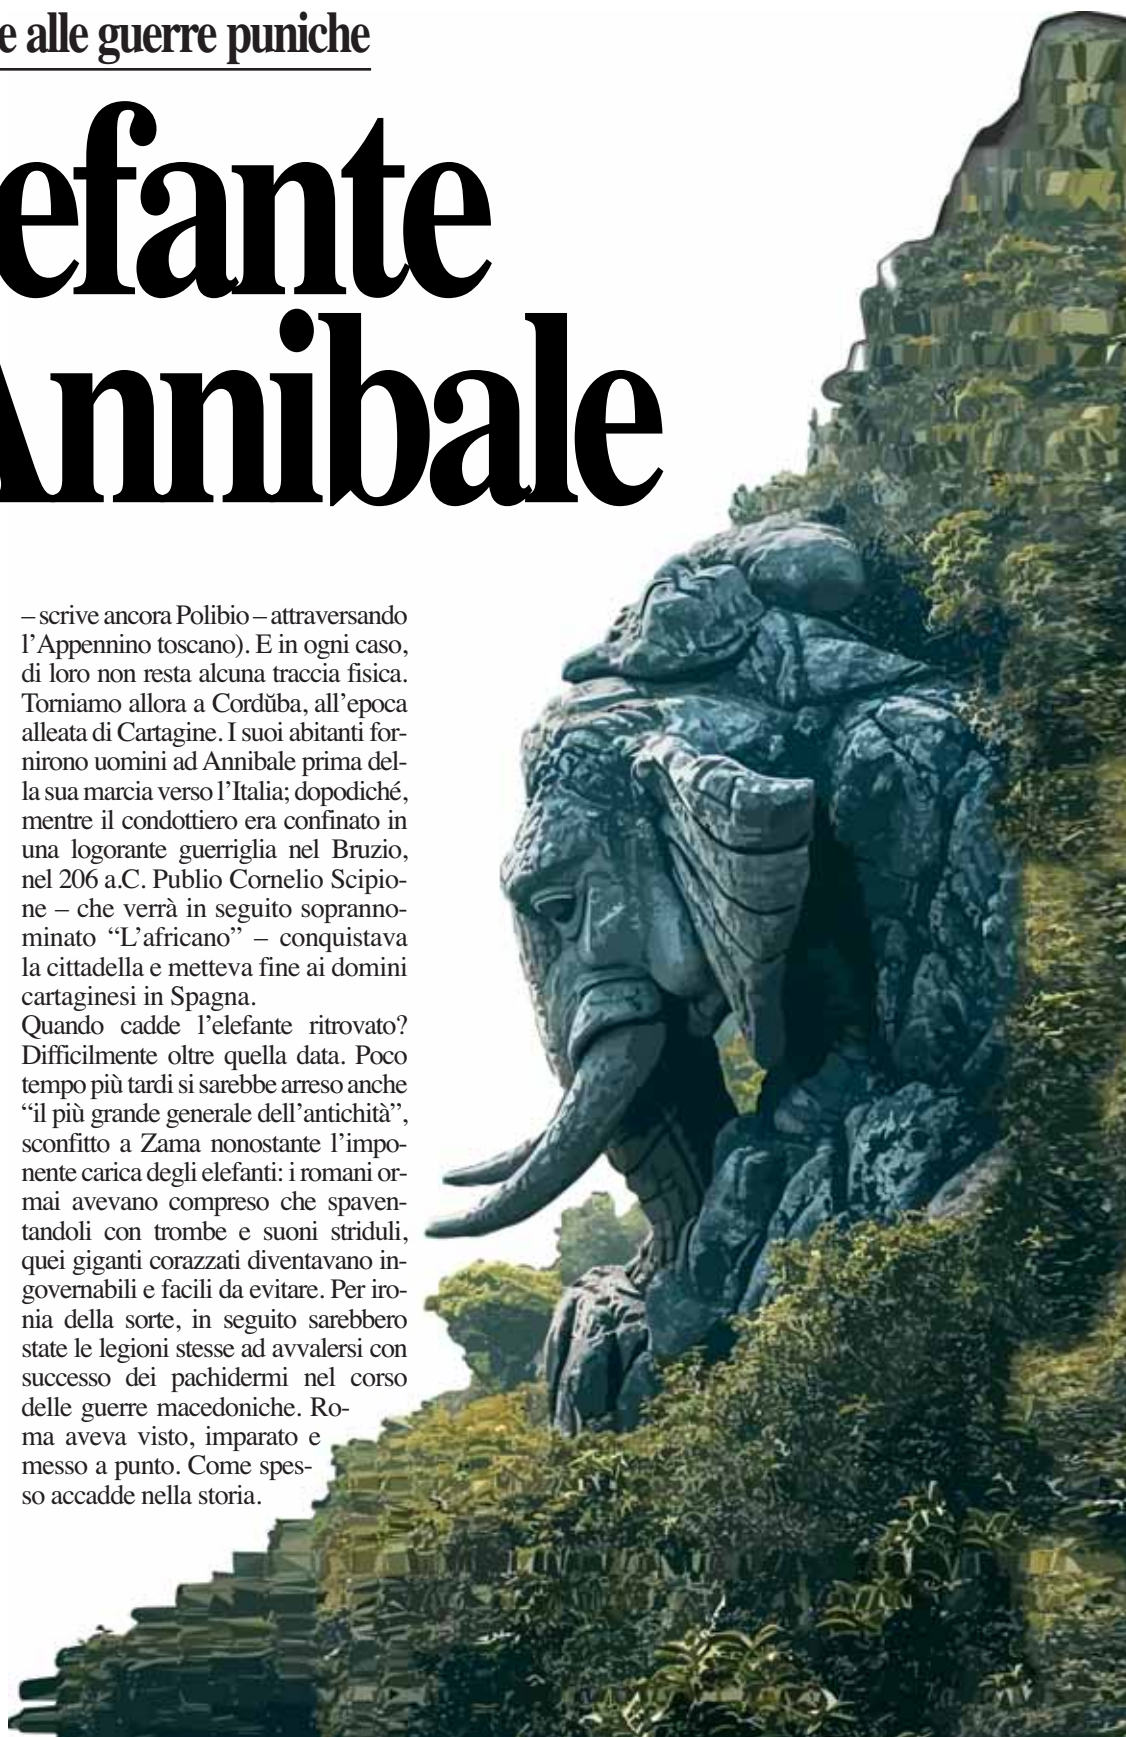 e alle guerre puniche
efante
Annibale
– scrive ancora Polibio – attraversando
l’Appennino toscano). E in ogni caso,
di loro non resta alcuna traccia fisica.
Torniamo allora a Cordŭba, all’epoca
alleata di Cartagine. I suoi abitanti for-
nirono uomini ad Annibale prima del-
la sua marcia verso l’Italia; dopodiché,
mentre il condottiero era confinato in
una logorante guerriglia nel Bruzio,
nel 206 a.C. Publio Cornelio Scipio-
ne – che verrà in seguito sopranno-
minato “L’africano” – conquistava
la cittadella e metteva fine ai domini
cartaginesi in Spagna.
Quando cadde l’elefante ritrovato?
Difficilmente oltre quella data. Poco
tempo più tardi si sarebbe arreso anche
“il più grande generale dell’antichità”,
sconfitto a Zama nonostante l’impo-
nente carica degli elefanti: i romani or-
mai avevano compreso che spaven-
tandoli con trombe e suoni striduli,
quei giganti corazzati diventavano in-
governabili e facili da evitare. Per iro-
nia della sorte, in seguito sarebbero
state le legioni stesse ad avvalersi con
successo dei pachidermi nel corso
delle guerre macedoniche. Ro-
ma aveva visto, imparato e
messo a punto. Come spes-
so accadde nella storia.